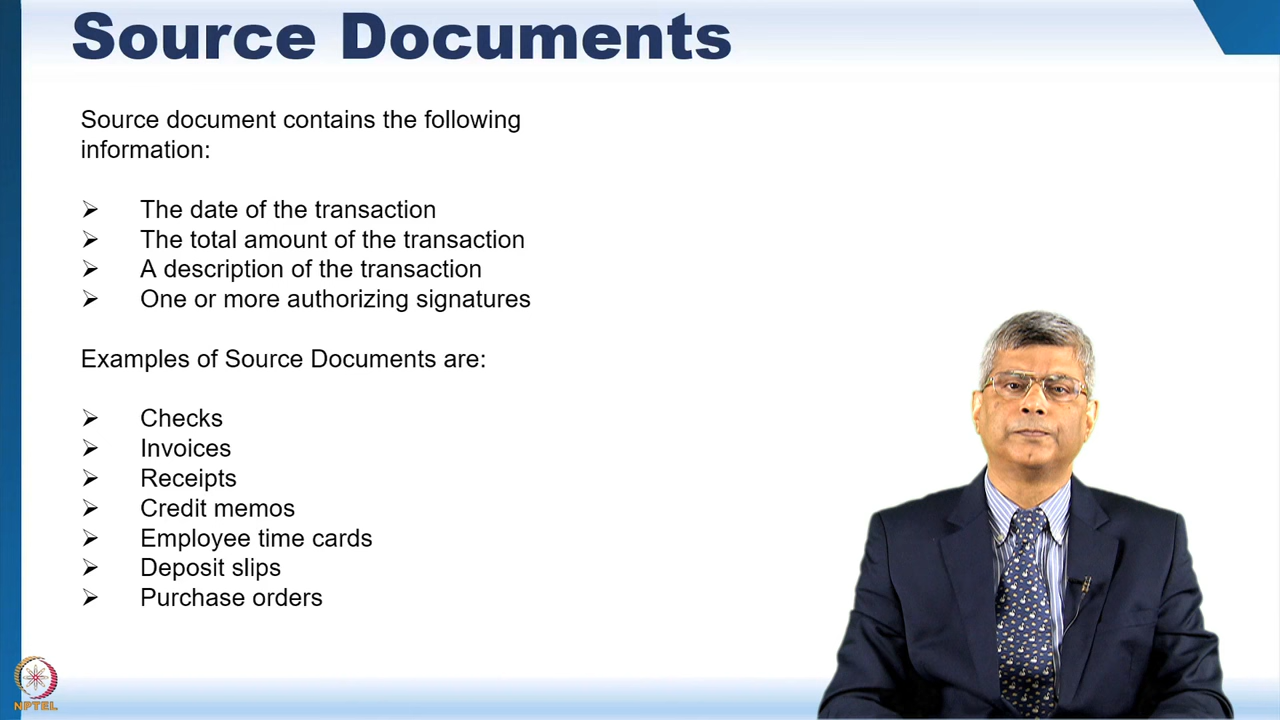 Source Documents
Source document contains the following
information:
➢ The date of the transaction
➢ The total amount of the transaction
➢ A description of the transaction
➢ One or more authorizing signatures
Examples of Source Documents are:
➢ Checks
➢ Invoices
➢ Receipts
➢ Credit memos
➢ Employee time cards
➢ Deposit slips
➢ Purchase orders
NPTEL